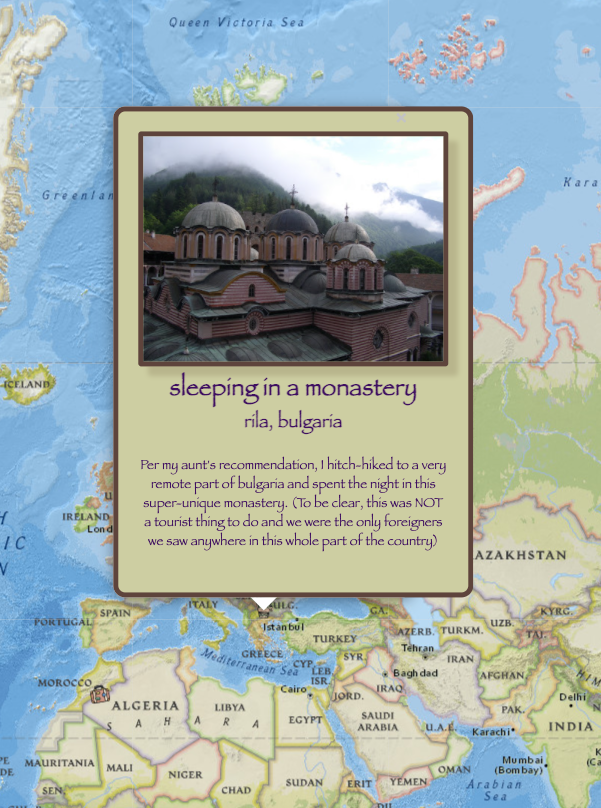 Queen Victoria Sea
Greenlan
Kara
sleeping in a monastery
rila, bulgaria
Per my aunt's recommendation, I hitch-hiked to a very
remote part of bulgaria and spent the night in this
super-unique monastery. (To be clear, this was NOT
a tourist thing to do and we were the only foreigners
we saw anywhere in this whole part of the country)
ICELAND
U
IRELAND
Lond
IC
N
AZAKHSTAN
PORTUGAL
SPAIN
ITALY
ULG.
Istanbul
GA.
UZB.
KYRG.
TURKEY
AZERB.
TURKM.
TAJ.
GREECE
Mediterranean Sea
CYP.
SYR.
Tehran
LEB.
ISR.
IRAN
AFGHAN.
MOROCCO
Cairo
JORD.
Baghdad
IRAQ
HIM
ALGERIA
LIBYA
EGYPT
SAUDI
ARABIA
PAK.
Delhi
SAHARA
U.A.E.
Karachi
INDIA
MAURITANIA
MALI
NIGER
CHAD
SUDAN
ERIT
YEMEN
OMAN
Mumbai
(Bombay)
PE
DE
SEN.
DJI
Arabian
Sea
K
(Ca